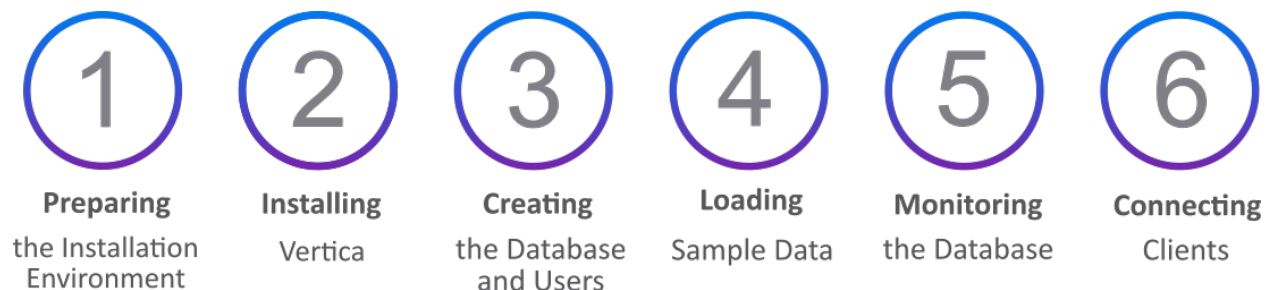 1
2
3
4
5
6
Preparing
the Installation
Environment
Installing
Vertica
Creating
the Database
and Users
Loading
Sample Data
Monitoring
the Database
Connecting
Clients